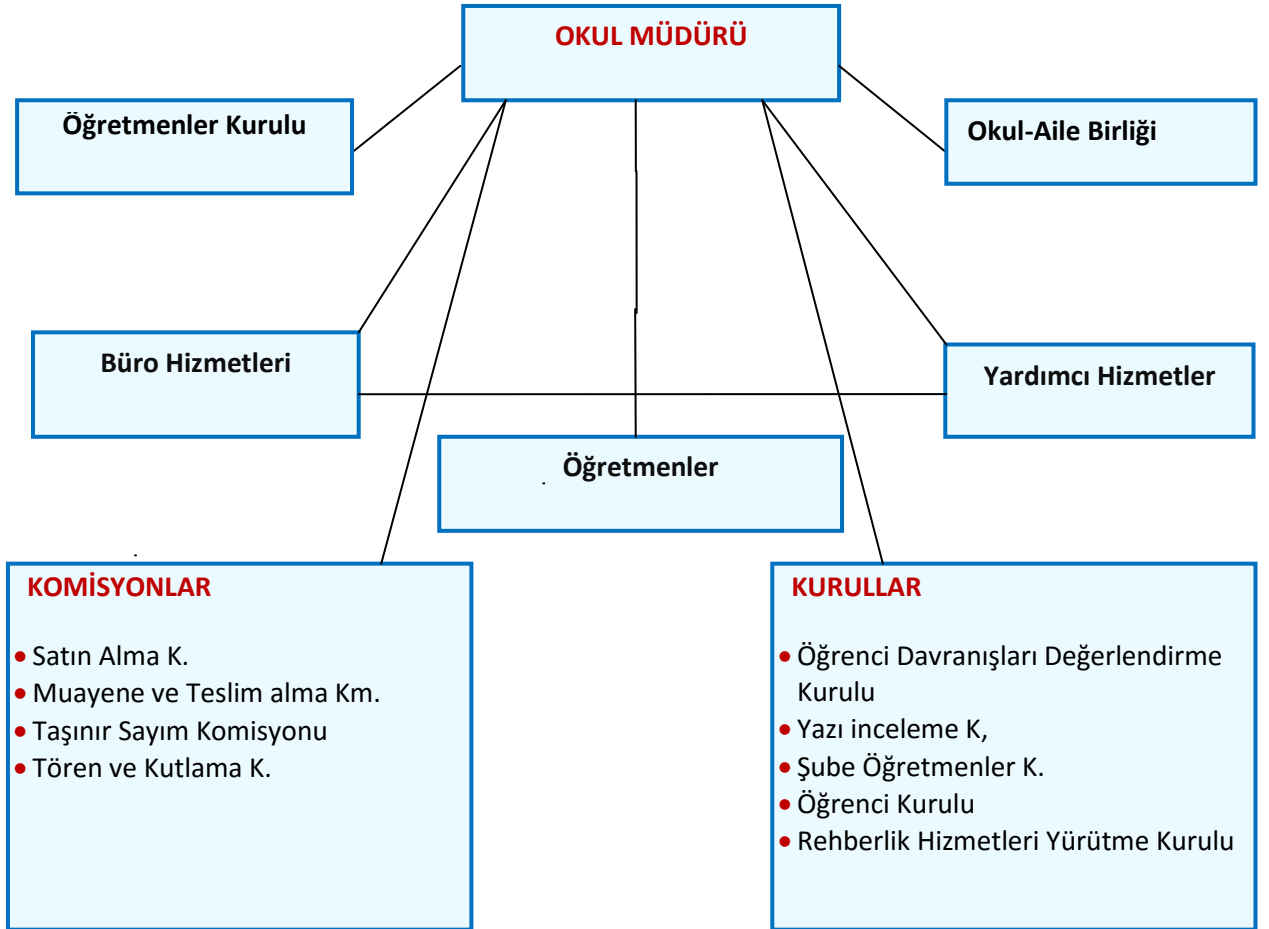 OKUL MÜDÜRÜ
Öğretmenler Kurulu
Okul-Aile Birliği
Büro Hizmetleri
Yardımcı Hizmetler
Öğretmenler
.
.
KOMİSYONLAR
• Satın Alma K.
• Muayene ve Teslim alma Km.
• Taşınır Sayım Komisyonu
• Tören ve Kutlama K.
KURULLAR
• Öğrenci Davranışları Değerlendirme
Kurulu
• Yazı inceleme K,
• Şube Öğretmenler K.
• Öğrenci Kurulu
• Rehberlik Hizmetleri Yürütme Kurulu